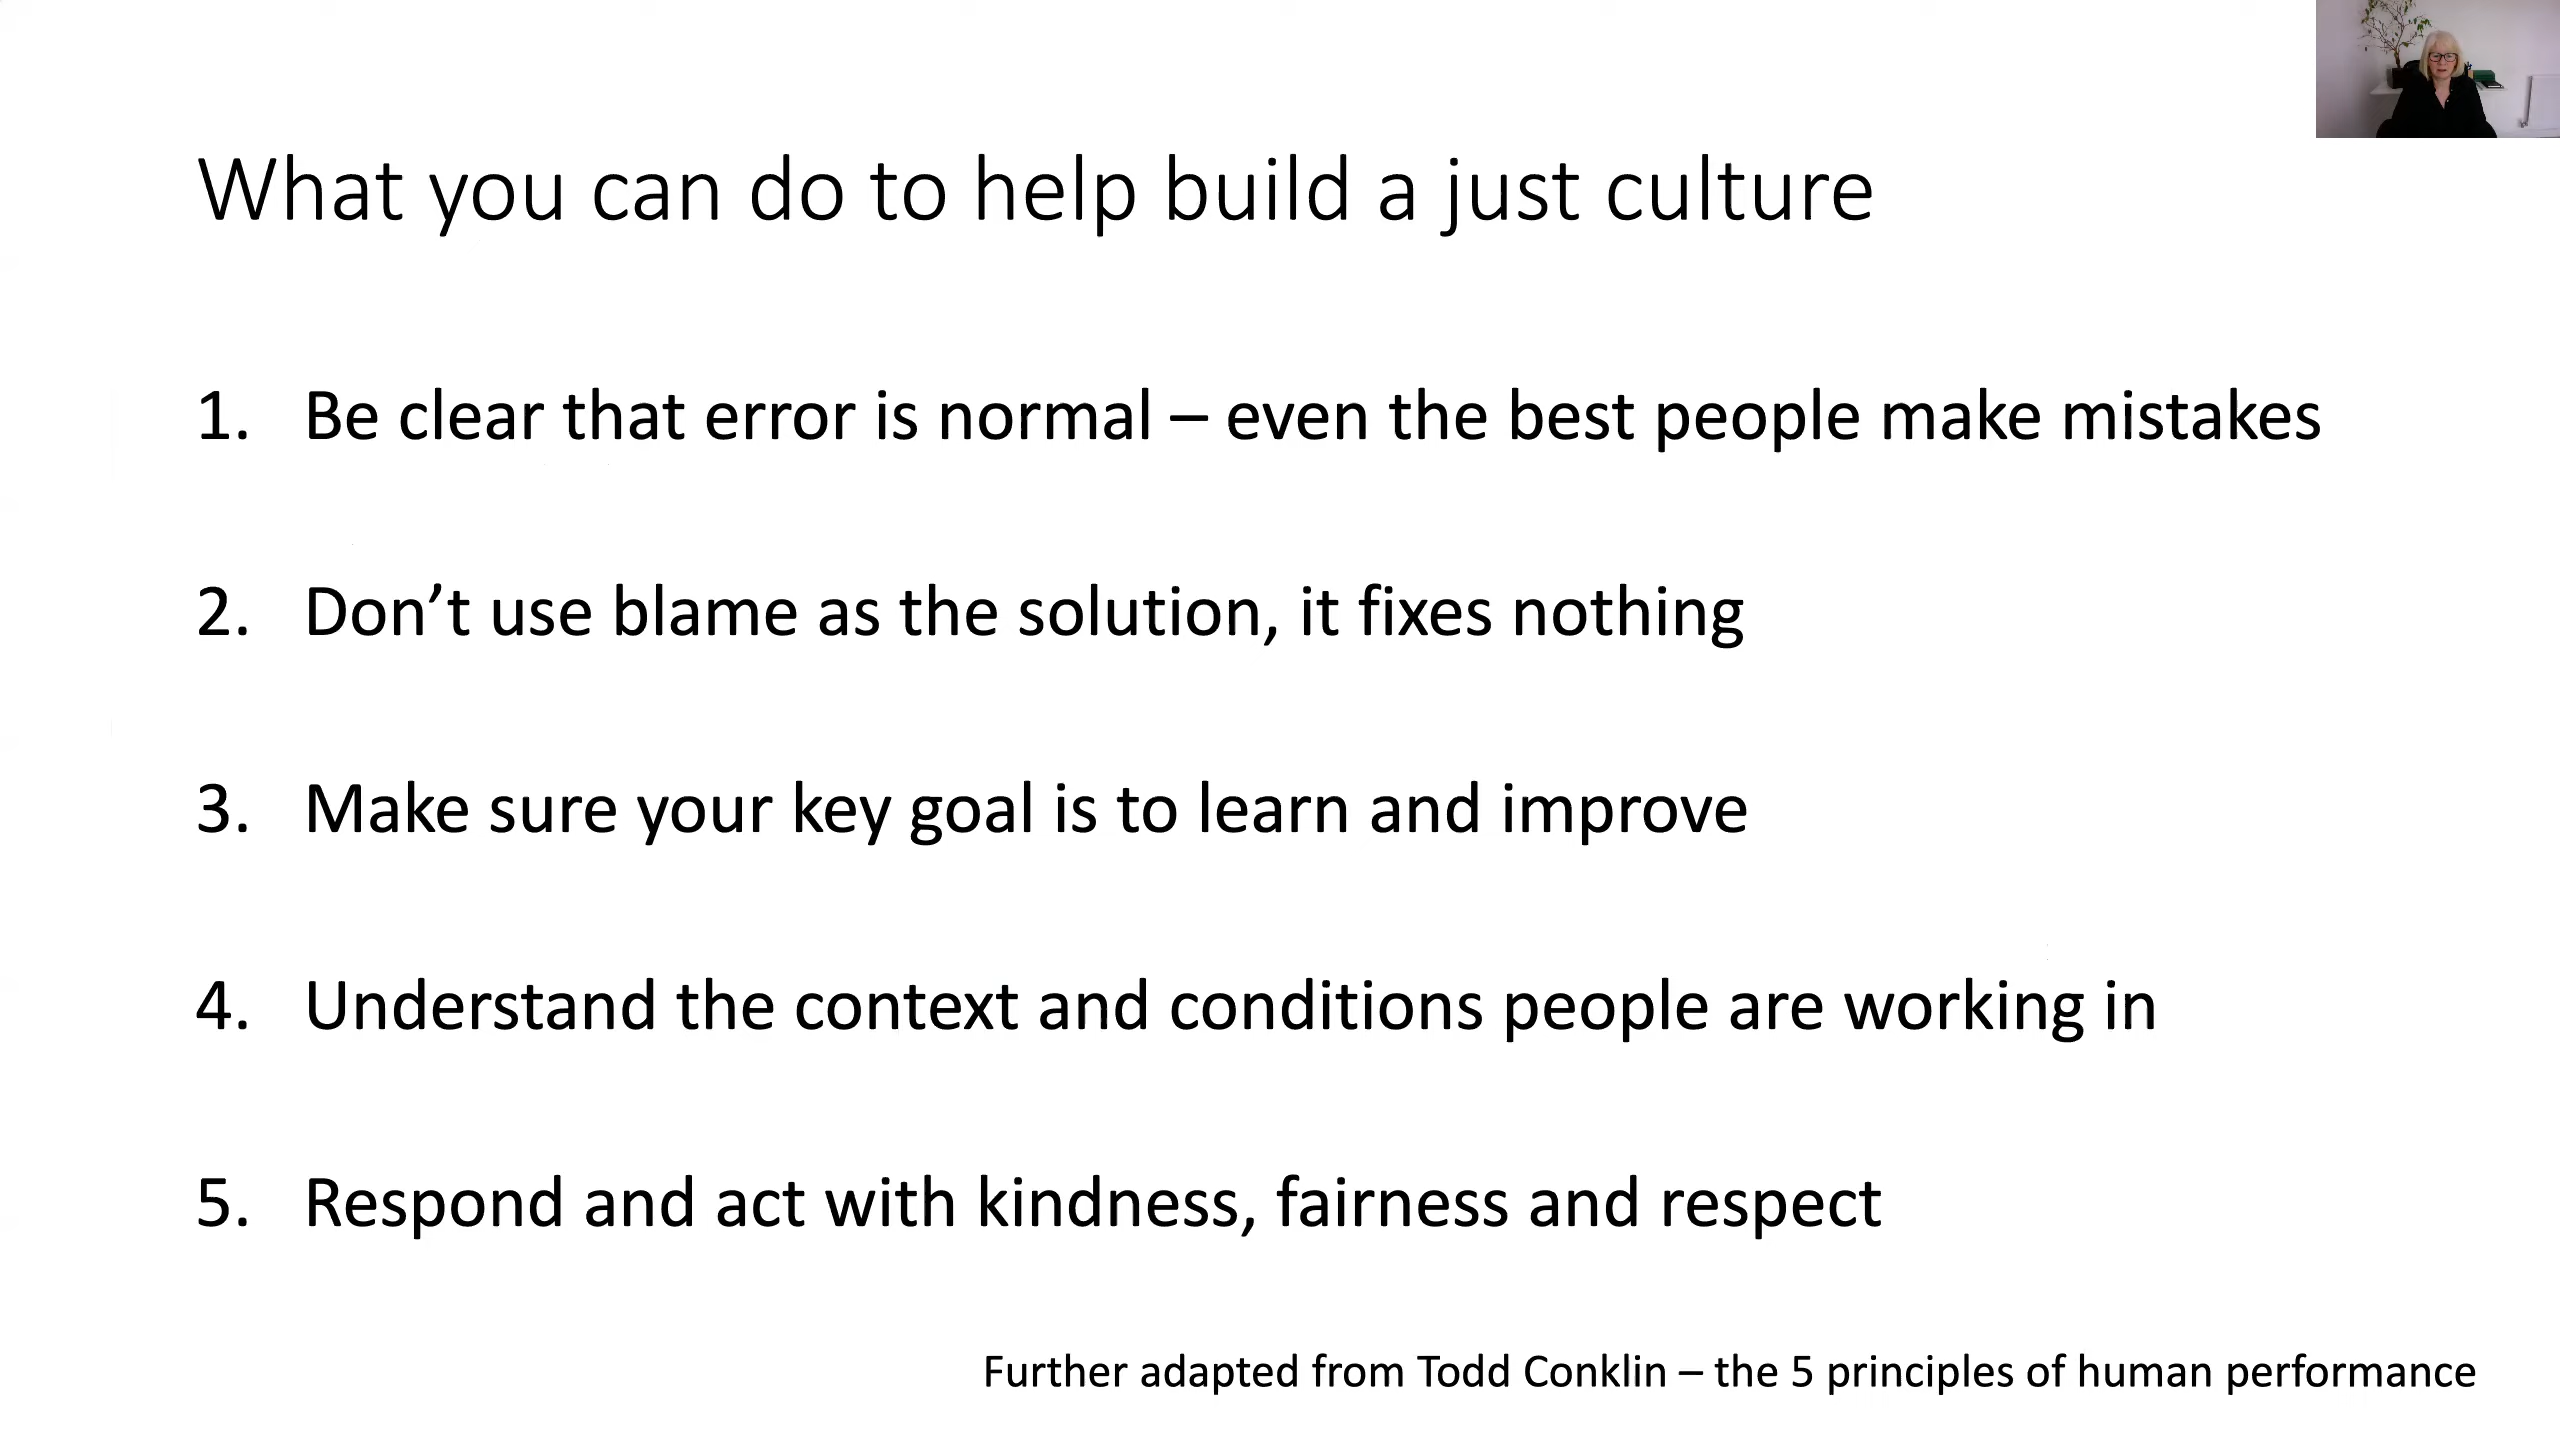 What you can do to help build a just culture
1. Be clear that error is normal – even the best people make mistakes
2. Don’t use blame as the solution, it fixes nothing
3. Make sure your key goal is to learn and improve
4. Understand the context and conditions people are working in
5. Respond and act with kindness, fairness and respect
Further adapted from Todd Conklin – the 5 principles of human performance